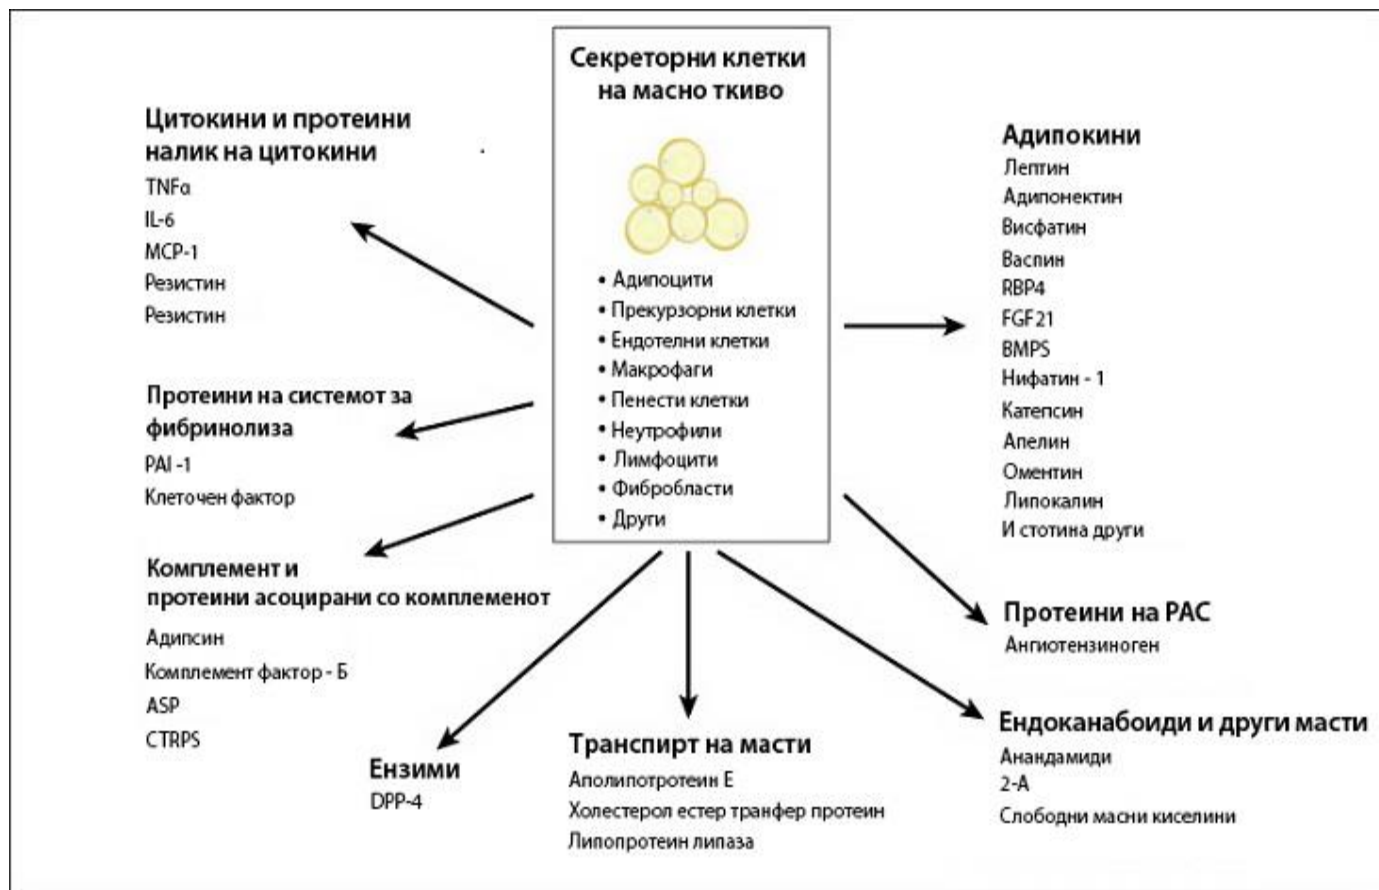 Секреторни клетки
на масно ткиво
• Адипоцити
• Прекурзорни клетки
• Ендотелни клетки
• Макрофаги
• Пенести клетки
• Неутрофили
• Лимфоцити
• Фибробласти
• Други
Цитокини и протеини
налик на цитокини
TNFα
IL-6
MCP-1
Резистин
Резистин
Протеини на системот за
фибринолиза
PAI -1
Клеточен фактор
Комплемент и
протеини асоцирани со комплеменот
Адипсин
Комплемент фактор - Б
ASP
CTRPS
Ензими
DPP-4
Транспирт на масти
Аполипотротеин Е
Холестерол естер транфер протеин
Липопротеин липаза
Адипокини
Лептин
Адипонектин
Висфатин
Васпин
RBP4
FGF21
BMPS
Нифатин - 1
Катепсин
Апелин
Оментин
Липокалин
И стотина други
Протеини на РАС
Ангиотензиноген
Ендоканабоиди и други масти
Анандамиди
2-А
Слободни масни киселини